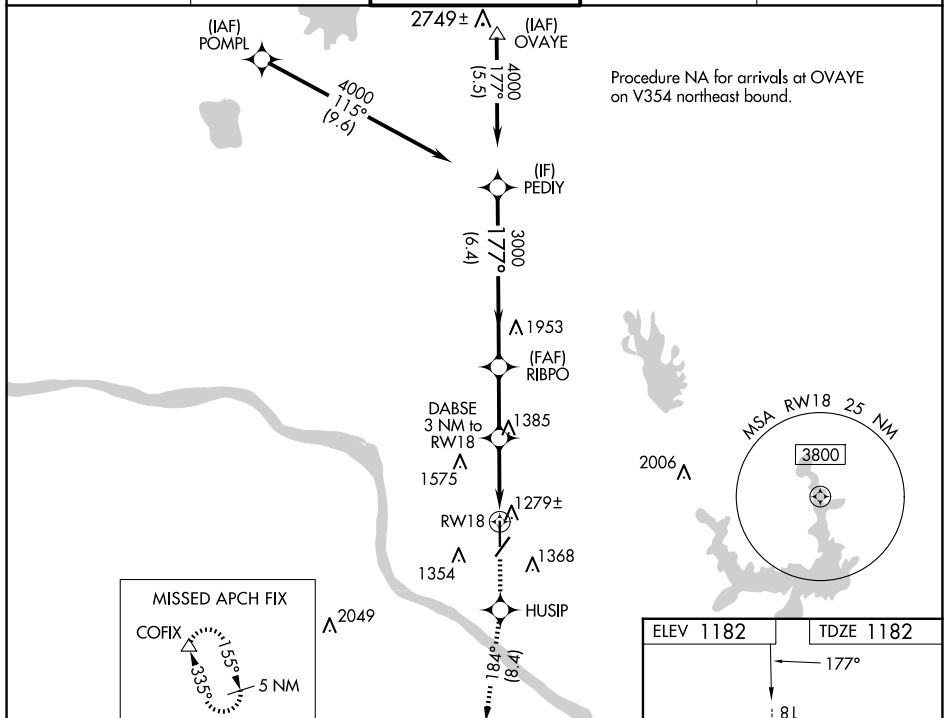 (IAF)
POMPL
2749±
(IAF)
OVAYE
4000
177°
(5.5)
4000
115°
(9.6)
Procedure NA for arrivals at OVAYE
on V354 northeast bound.
(IF)
PEDIY
3000
177°
(6.4)
1953
(FAF)
RIBPO
DABSE
3 NM to
RW18
1385
1575
2006
MSA RW18 25 NM
3800
1279±
RW18
1354
1368
HUSIP
184°
(8.4)
MISSED APCH FIX
COFIX
155°
335°
5 NM
2049
ELEV 1182
TDZE 1182
177°
81